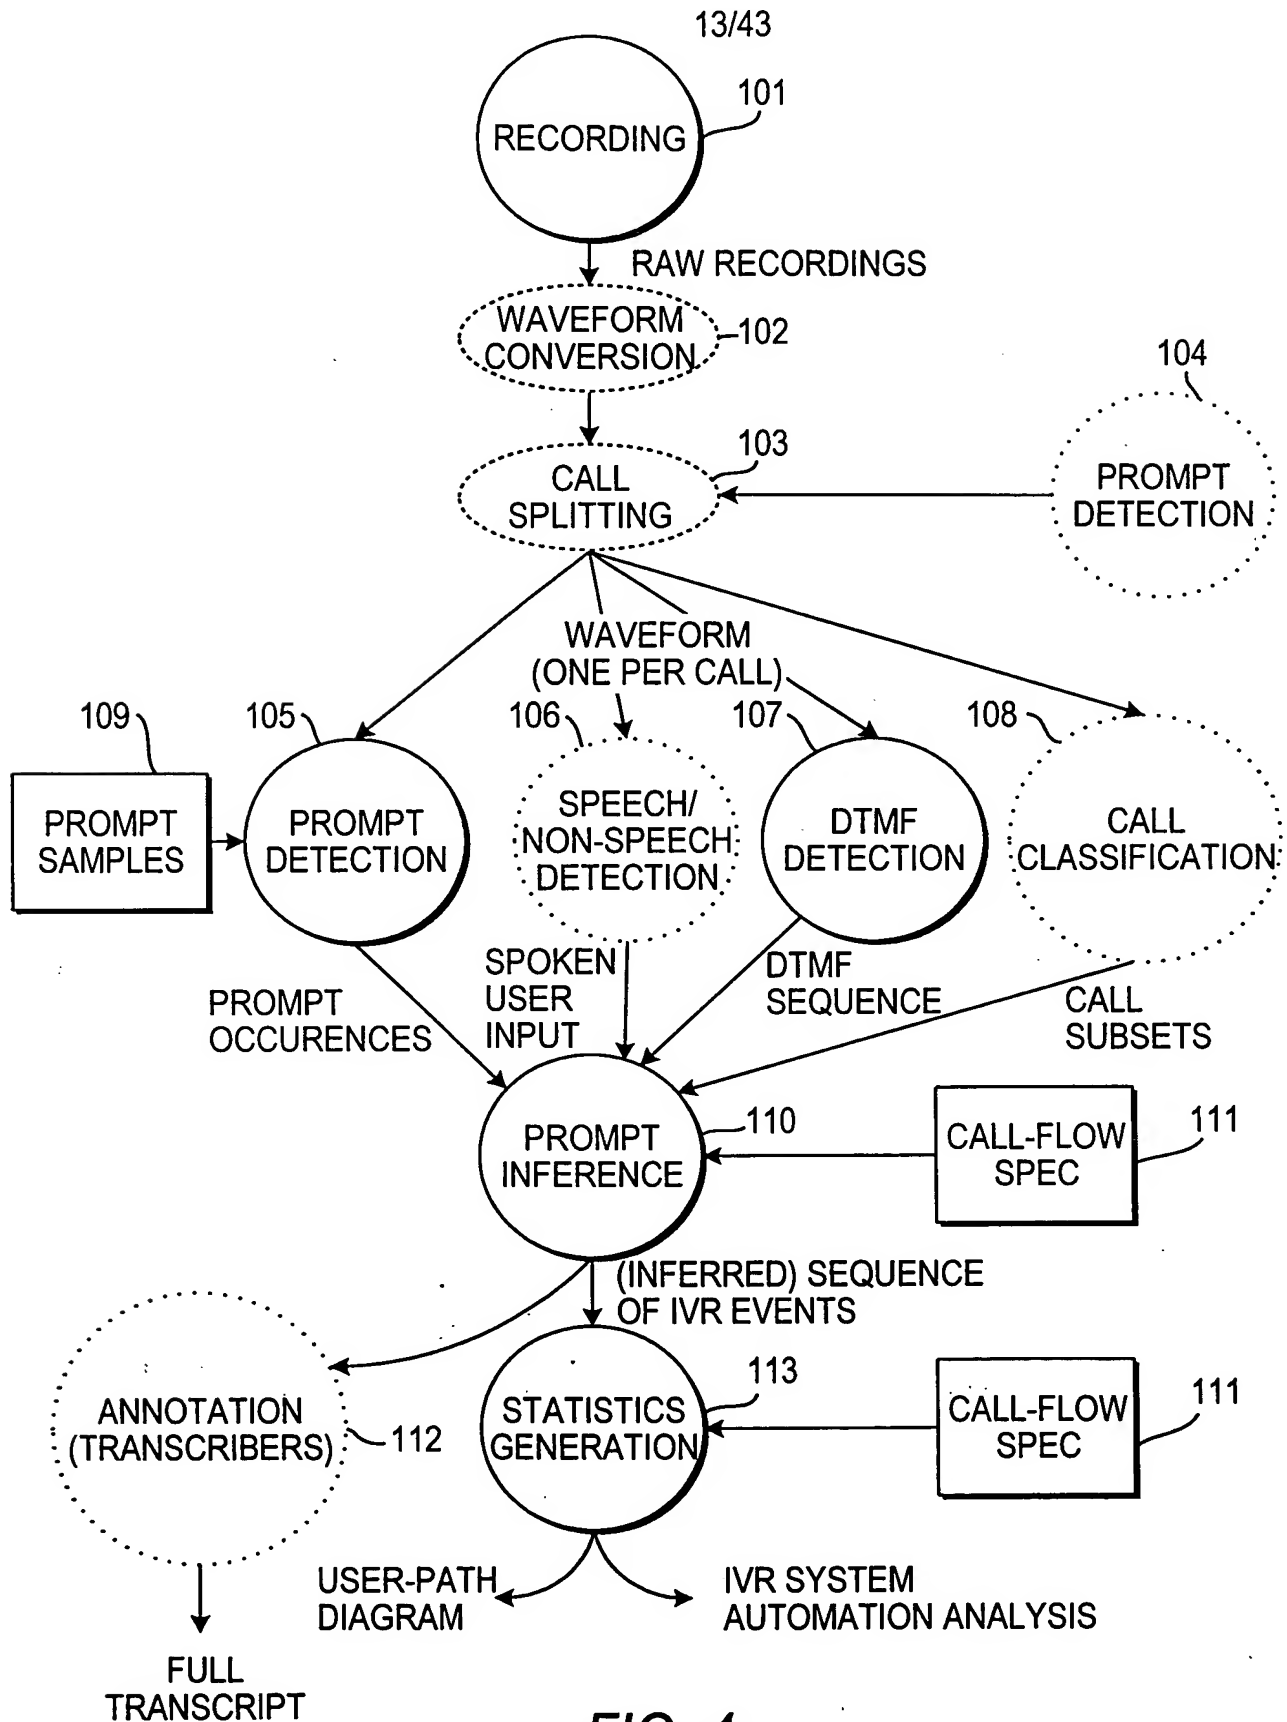 13/43
101
RECORDING
RAW RECORDINGS
WAVEFORM
CONVERSION
102
104
103
CALL
SPLITTING
PROMPT
DETECTION
WAVEFORM
(ONE PER CALL)
109
105
106
107
108
PROMPT
SAMPLES
PROMPT
DETECTION
SPEECH/
NON-SPEECH
DETECTION
DTMF
DETECTION
CALL
CLASSIFICATION
PROMPT
OCCURENCES
SPOKEN
USER
INPUT
DTMF
SEQUENCE
CALL
SUBSETS
PROMPT
INFERENCE
110
CALL-FLOW
SPEC
111
(INFERRED) SEQUENCE
OF IVR EVENTS
ANNOTATION
(TRANSCRIBERS)
112
STATISTICS
GENERATION
113
CALL-FLOW
SPEC
111
USER-PATH
DIAGRAM
IVR SYSTEM
AUTOMATION ANALYSIS
FULL
TRANSCRIPT